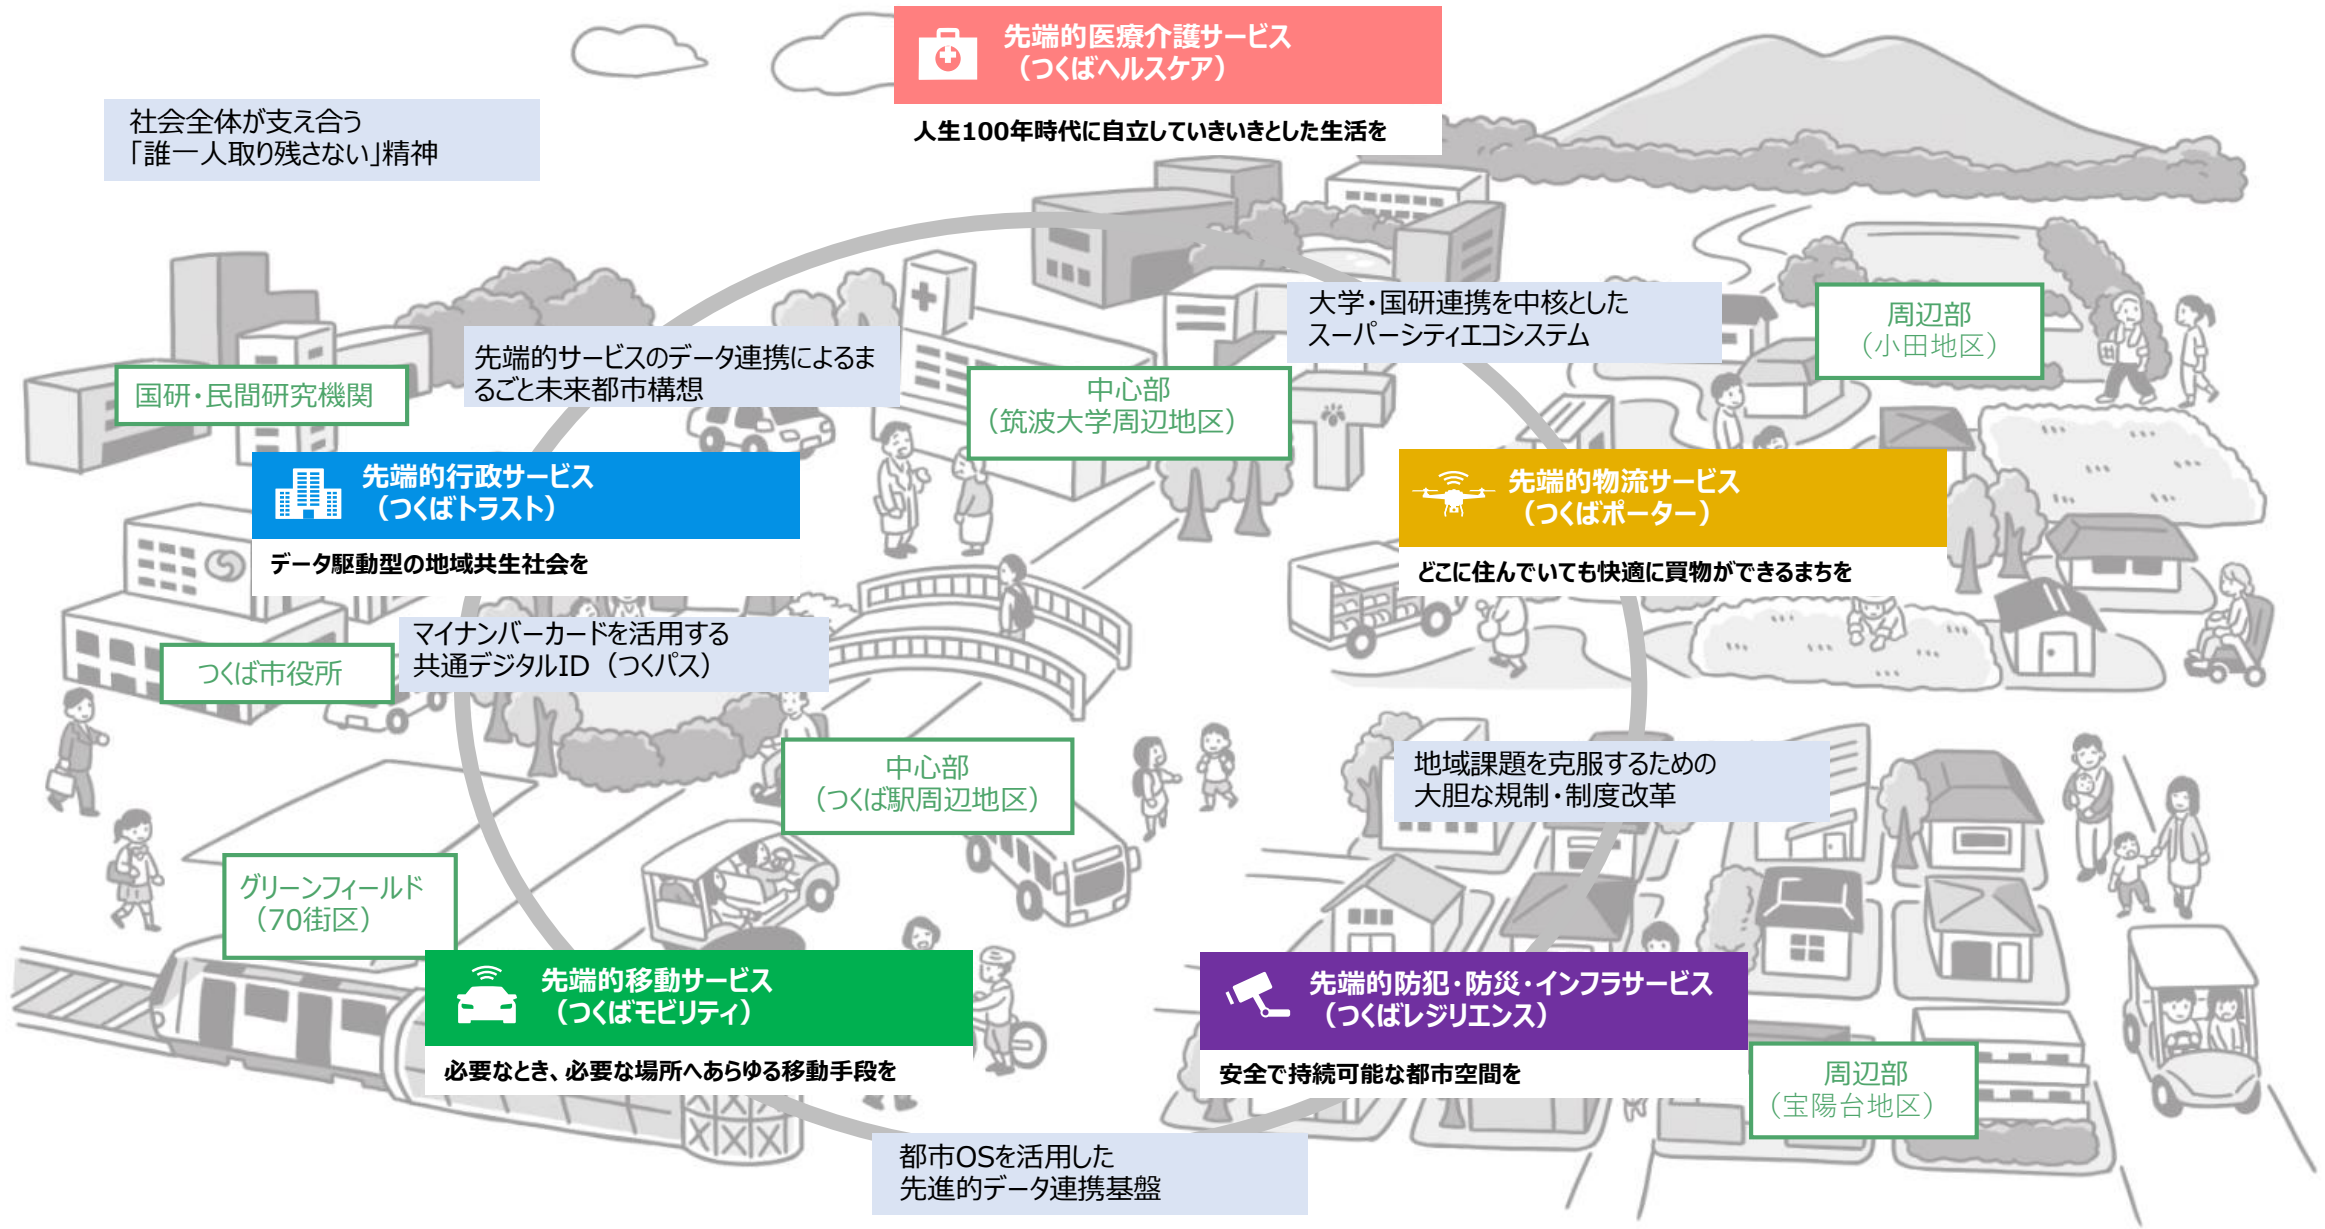 先端的医療介護サービス
（つくばヘルスケア）
人生100年時代に自立していきいきとした生活を
社会全体が支え合う
「誰一人取り残さない」精神
大学・国研連携を中核とした
スーパーシティエコシステム
周辺部
（小田地区）
先端的サービスのデータ連携によるま
るごと未来都市構想
国研・民間研究機関
中心部
（筑波大学周辺地区）
先端的行政サービス
（つくばトラスト）
データ駆動型の地域共生社会を
先端的物流サービス
（つくばポーター）
どこに住んでいても快適に買物ができるまちを
マイナンバーカードを活用する
共通デジタルID（つくパス）
つくば市役所
中心部
（つくば駅周辺地区）
地域課題を克服するための
大胆な規制・制度改革
グリーンフィールド
（70街区）
先端的移動サービス
（つくばモビリティ）
必要なとき、必要な場所へあらゆる移動手段を
先端的防犯・防災・インフラサービス
（つくばレジリエンス）
安全で持続可能な都市空間を
周辺部
（宝陽台地区）
都市OSを活用した
先進的データ連携基盤